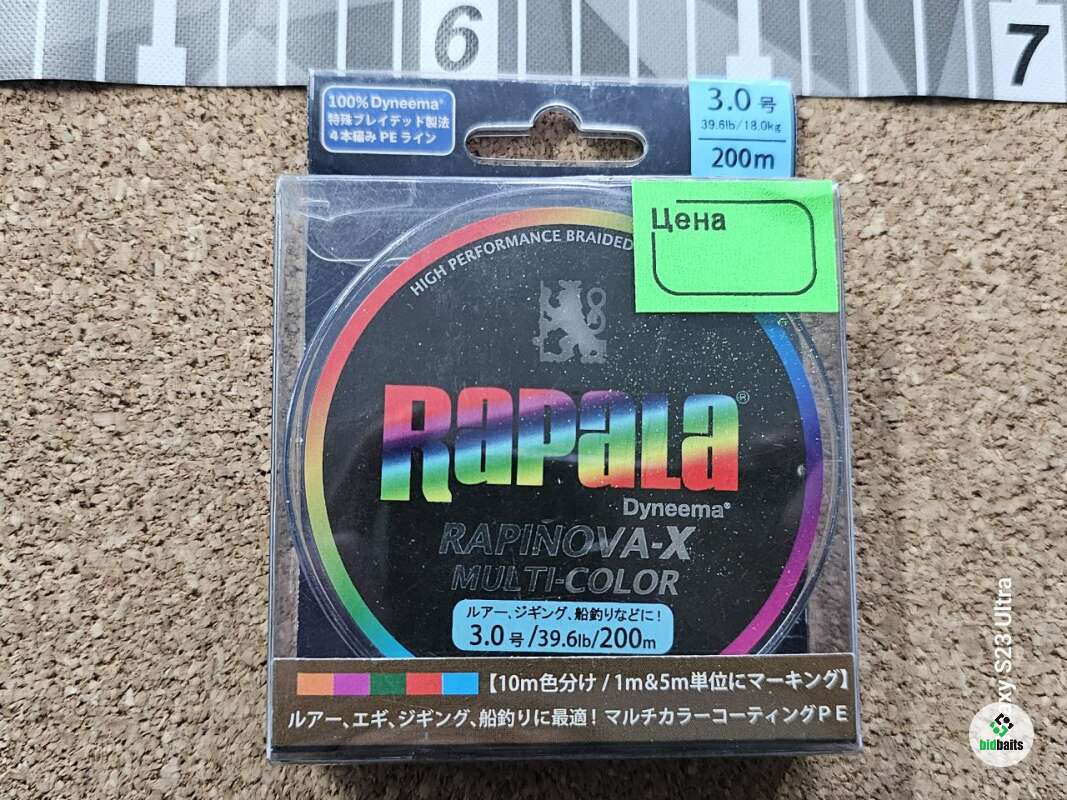 6
7
100% Dyneema®
特殊ブレイデッド製法
4本編みPEライン
3.0号
39.6lb/18.0kg
200m
Цена
HIGH PERFORMANCE BRAIDED
RAPALA®
Dyneema®
RAPINOVA-X
MULTI-COLOR
ルアー、ジギング、船釣りなどに!
3.0号/39.6lb/200m
【10m色分け / 1m&5m単位にマーキング】
ルアー、エギ、ジギング、船釣りに最適! マルチカラーコーティングPE
xy S23 Ultra
bidbaits